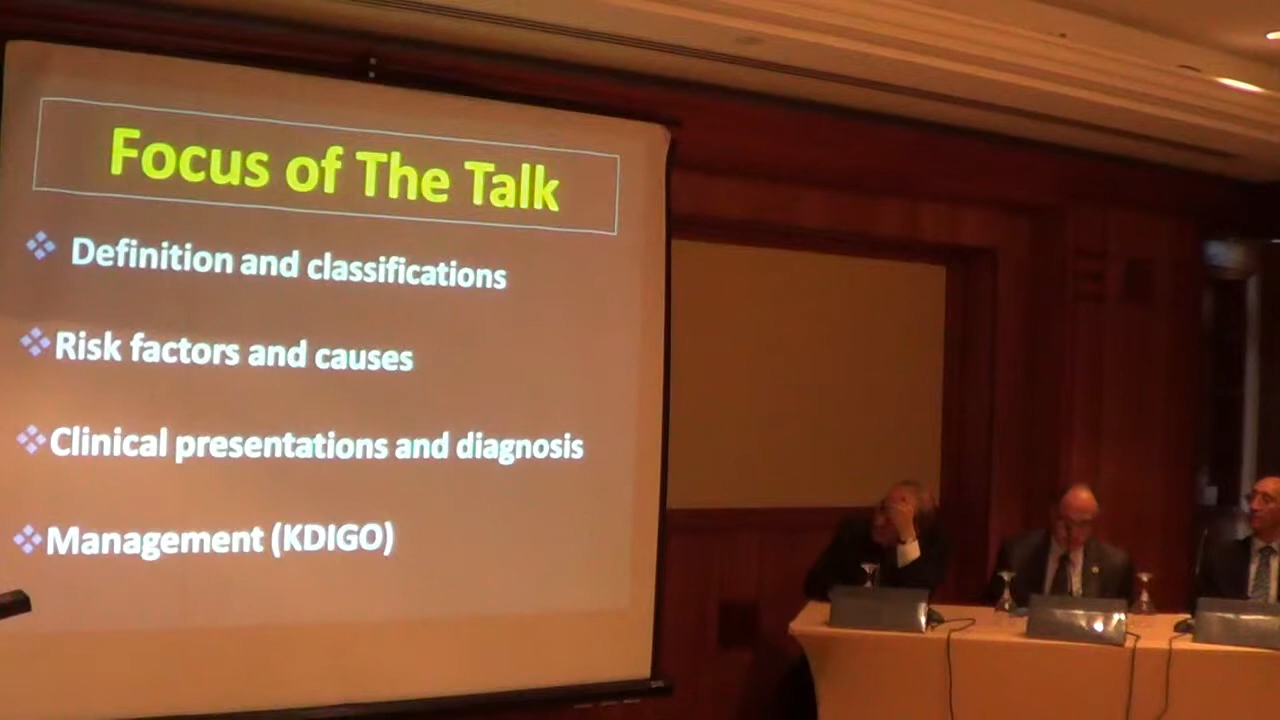 Focus of The Talk
Definition and classifications
Risk factors and causes
Clinical presentations and diagnosis
Management (KDIGO)